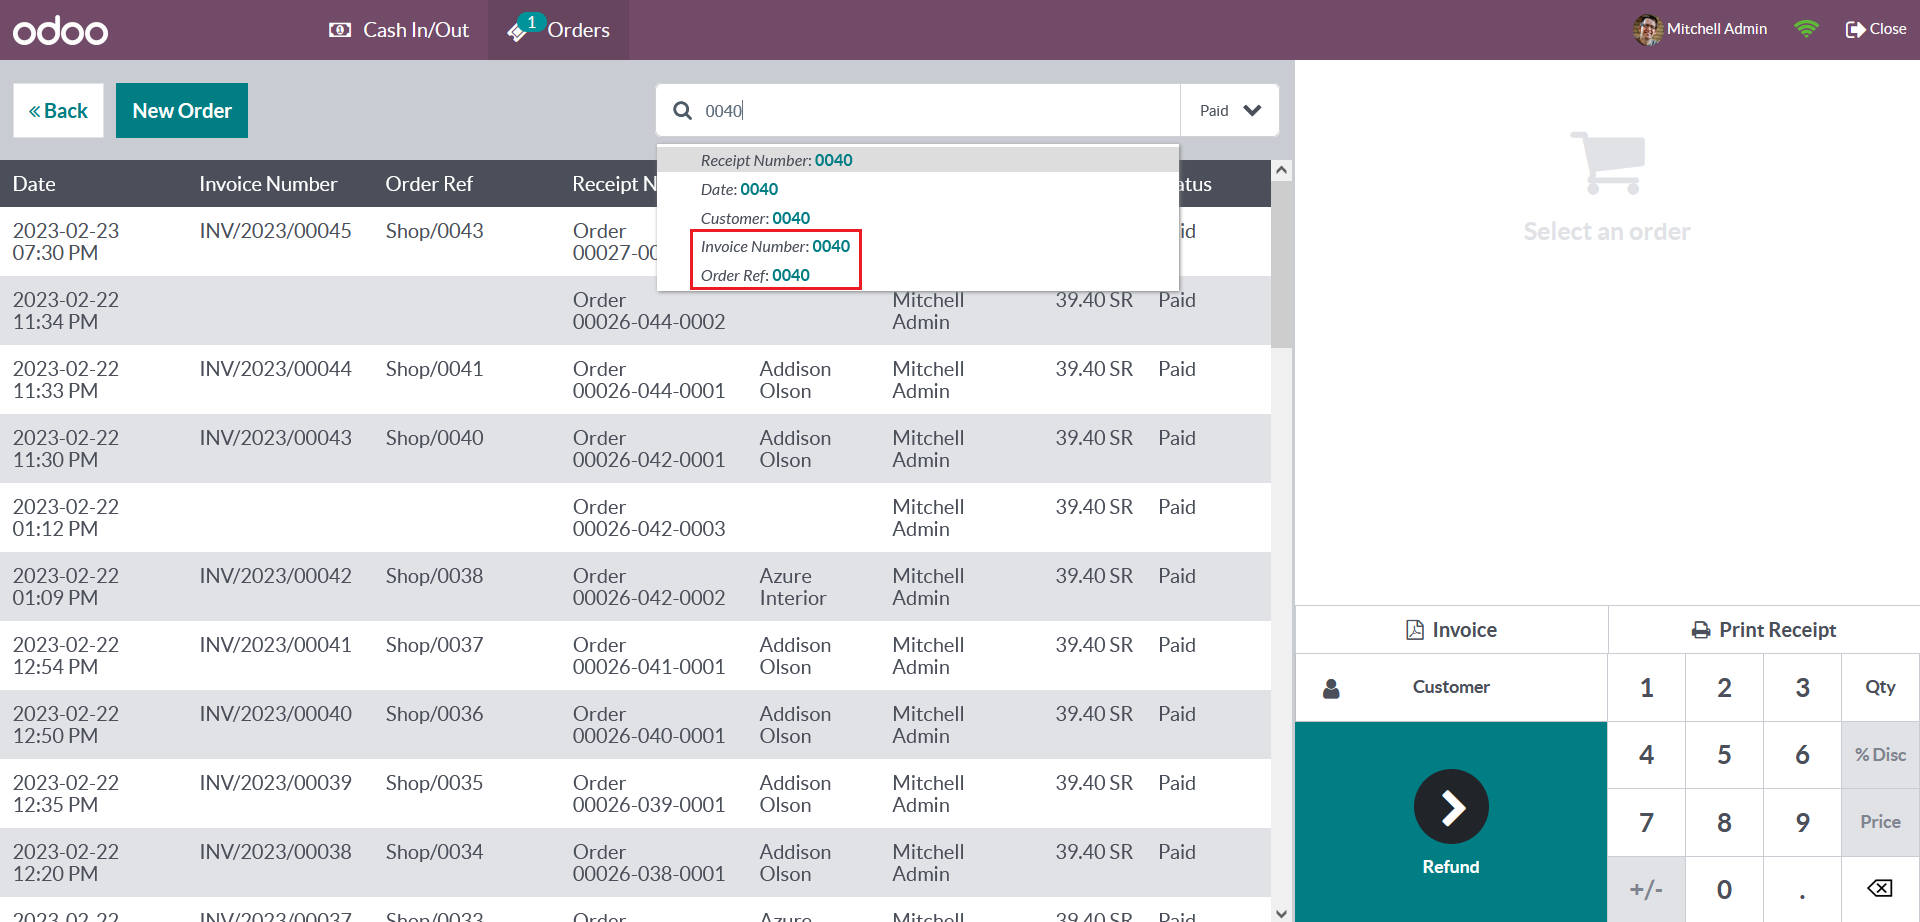 odoo
Cash In/Out
1
Orders
Mitchell Admin
Close
Back
New Order
0040
Paid
Receipt Number: 0040
Date: 0040
Customer: 0040
Invoice Number: 0040
Order Ref: 0040
Date Invoice Number Order Ref Receipt N atus
2023-02-23 INV/2023/00045 Shop/0043 Order id
07:30 PM 00027-00
2023-02-22 Order Mitchell 39.40 SR Paid
11:34 PM 00026-044-0002 Admin
2023-02-22 INV/2023/00044 Shop/0041 Order Addison Mitchell 39.40 SR Paid
11:33 PM 00026-044-0001 Olson Admin
2023-02-22 INV/2023/00043 Shop/0040 Order Addison Mitchell 39.40 SR Paid
11:30 PM 00026-042-0001 Olson Admin
2023-02-22 Order Mitchell 39.40 SR Paid
01:12 PM 00026-042-0003 Admin
2023-02-22 INV/2023/00042 Shop/0038 Order Azure Mitchell 39.40 SR Paid
01:09 PM 00026-042-0002 Interior Admin
2023-02-22 INV/2023/00041 Shop/0037 Order Addison Mitchell 39.40 SR Paid
12:54 PM 00026-041-0001 Olson Admin
2023-02-22 INV/2023/00040 Shop/0036 Order Addison Mitchell 39.40 SR Paid
12:50 PM 00026-040-0001 Olson Admin
2023-02-22 INV/2023/00039 Shop/0035 Order Addison Mitchell 39.40 SR Paid
12:35 PM 00026-039-0001 Olson Admin
2023-02-22 INV/2023/00038 Shop/0034 Order Addison Mitchell 39.40 SR Paid
12:20 PM 00026-038-0001 Olson Admin
2023-02-22 INV/2023/00037 Shop/0033 Order Azure Mitchell 39.40 SR Paid
Select an order
Invoice Print Receipt
Customer
Refund
1 2 3 Qty
4 5 6 % Disc
7 8 9 Price
+/- 0 .